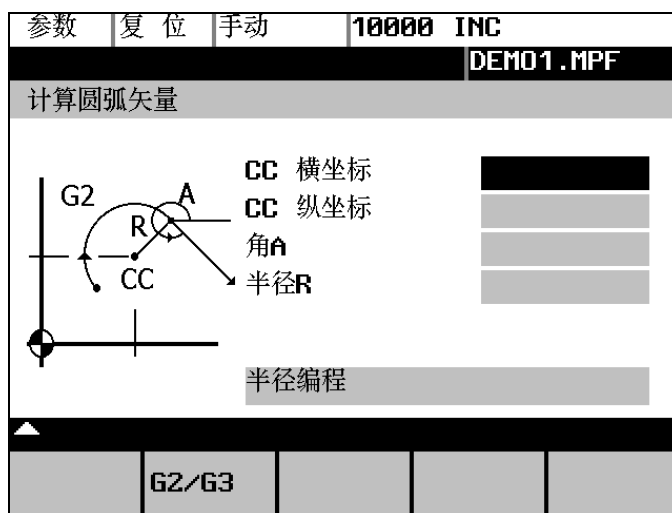 参数 复 位 手动 10000 INC
DEMO1.MPF
计算圆弧矢量
CC 横坐标
G2 A
CC 纵坐标
R
角A
CC
半径R
半径编程
G2/G3